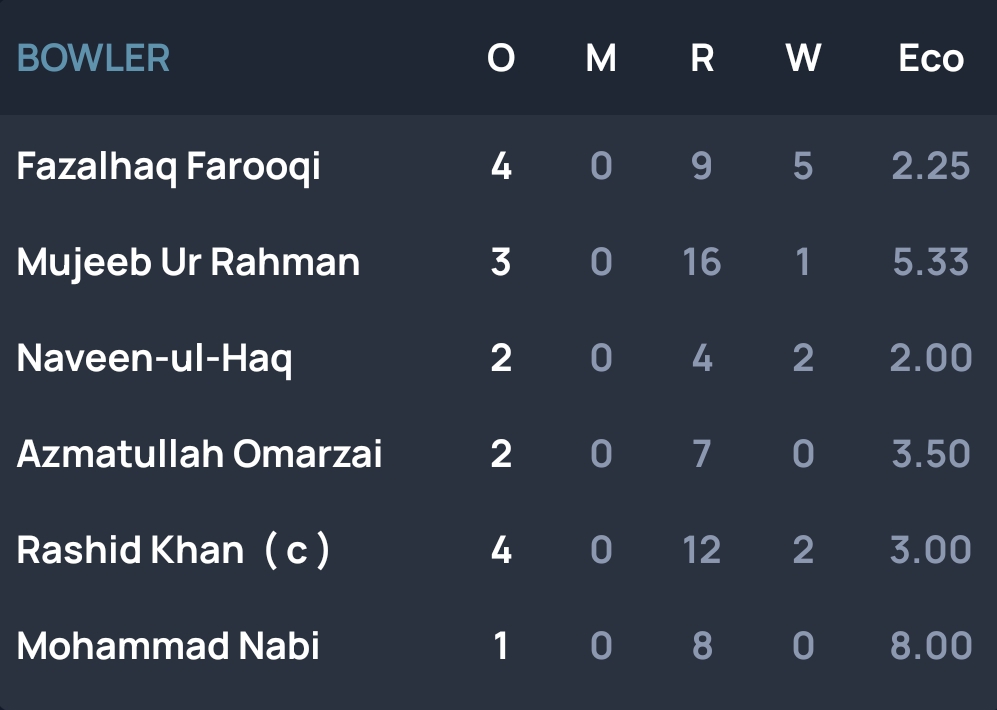 BOWLER O M R W Eco
Fazalhaq Farooqi 4 0 9 5 2.25
Mujeeb Ur Rahman 3 0 16 1 5.33
Naveen-ul-Haq 2 0 4 2 2.00
Azmatullah Omarzai 2 0 7 0 3.50
Rashid Khan ( c ) 4 0 12 2 3.00
Mohammad Nabi 1 0 8 0 8.00